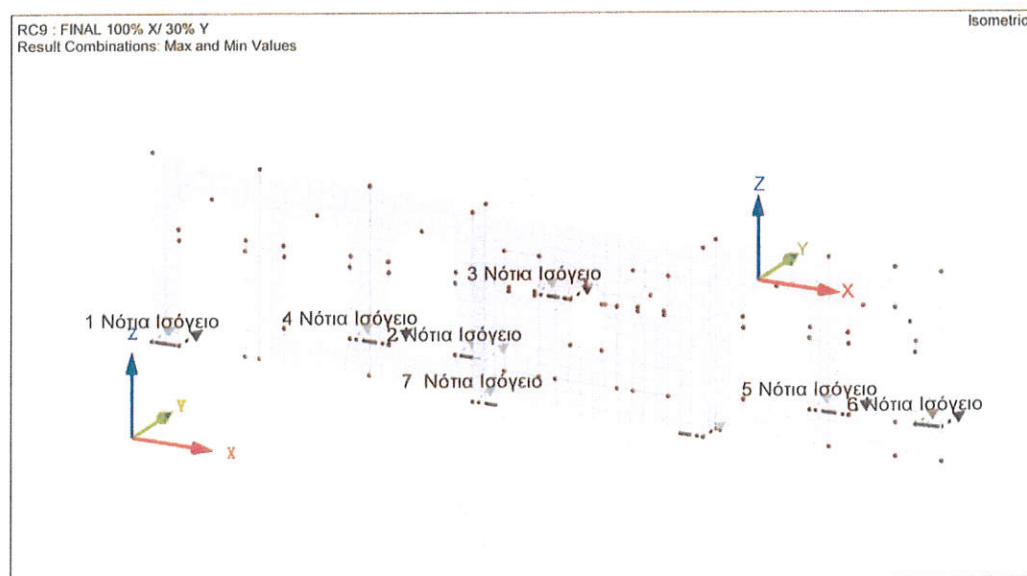 RC9 : FINAL 100% X/ 30% Y
Isometric
Result Combinations: Max and Min Values
Z
Y
X
3 Νότια Ισόγειο
1 Νότια Ισόγειο
4 Νότια Ισόγειο
2 Νότια Ισόγειο
7 Νότια Ισόγειο
5 Νότια Ισόγειο
6 Νότια Ισόγειο
Z
Y
X